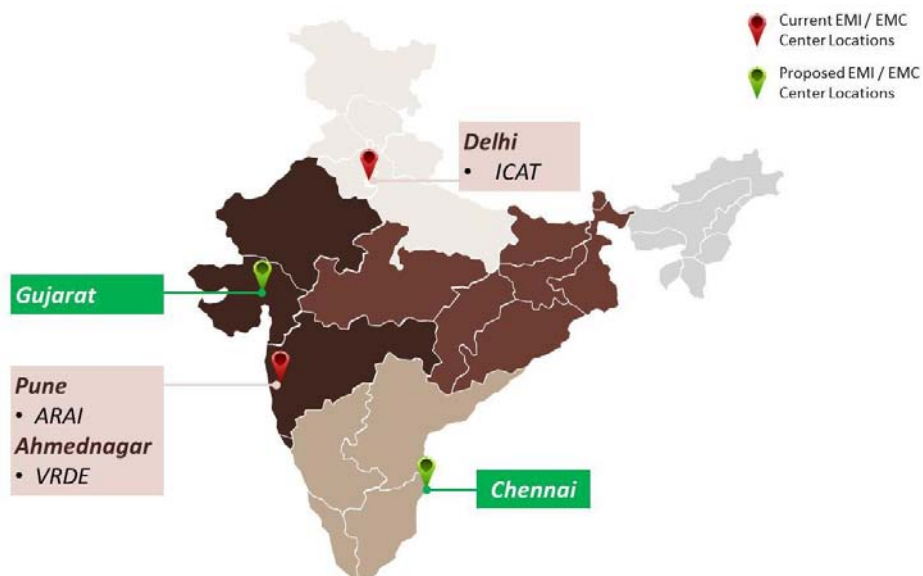 Current EMI / EMC
Center Locations
Proposed EMI / EMC
Center Locations
Delhi
• ICAT
Gujarat
Pune
• ARAI
Ahmednagar
• VRDE
Chennai